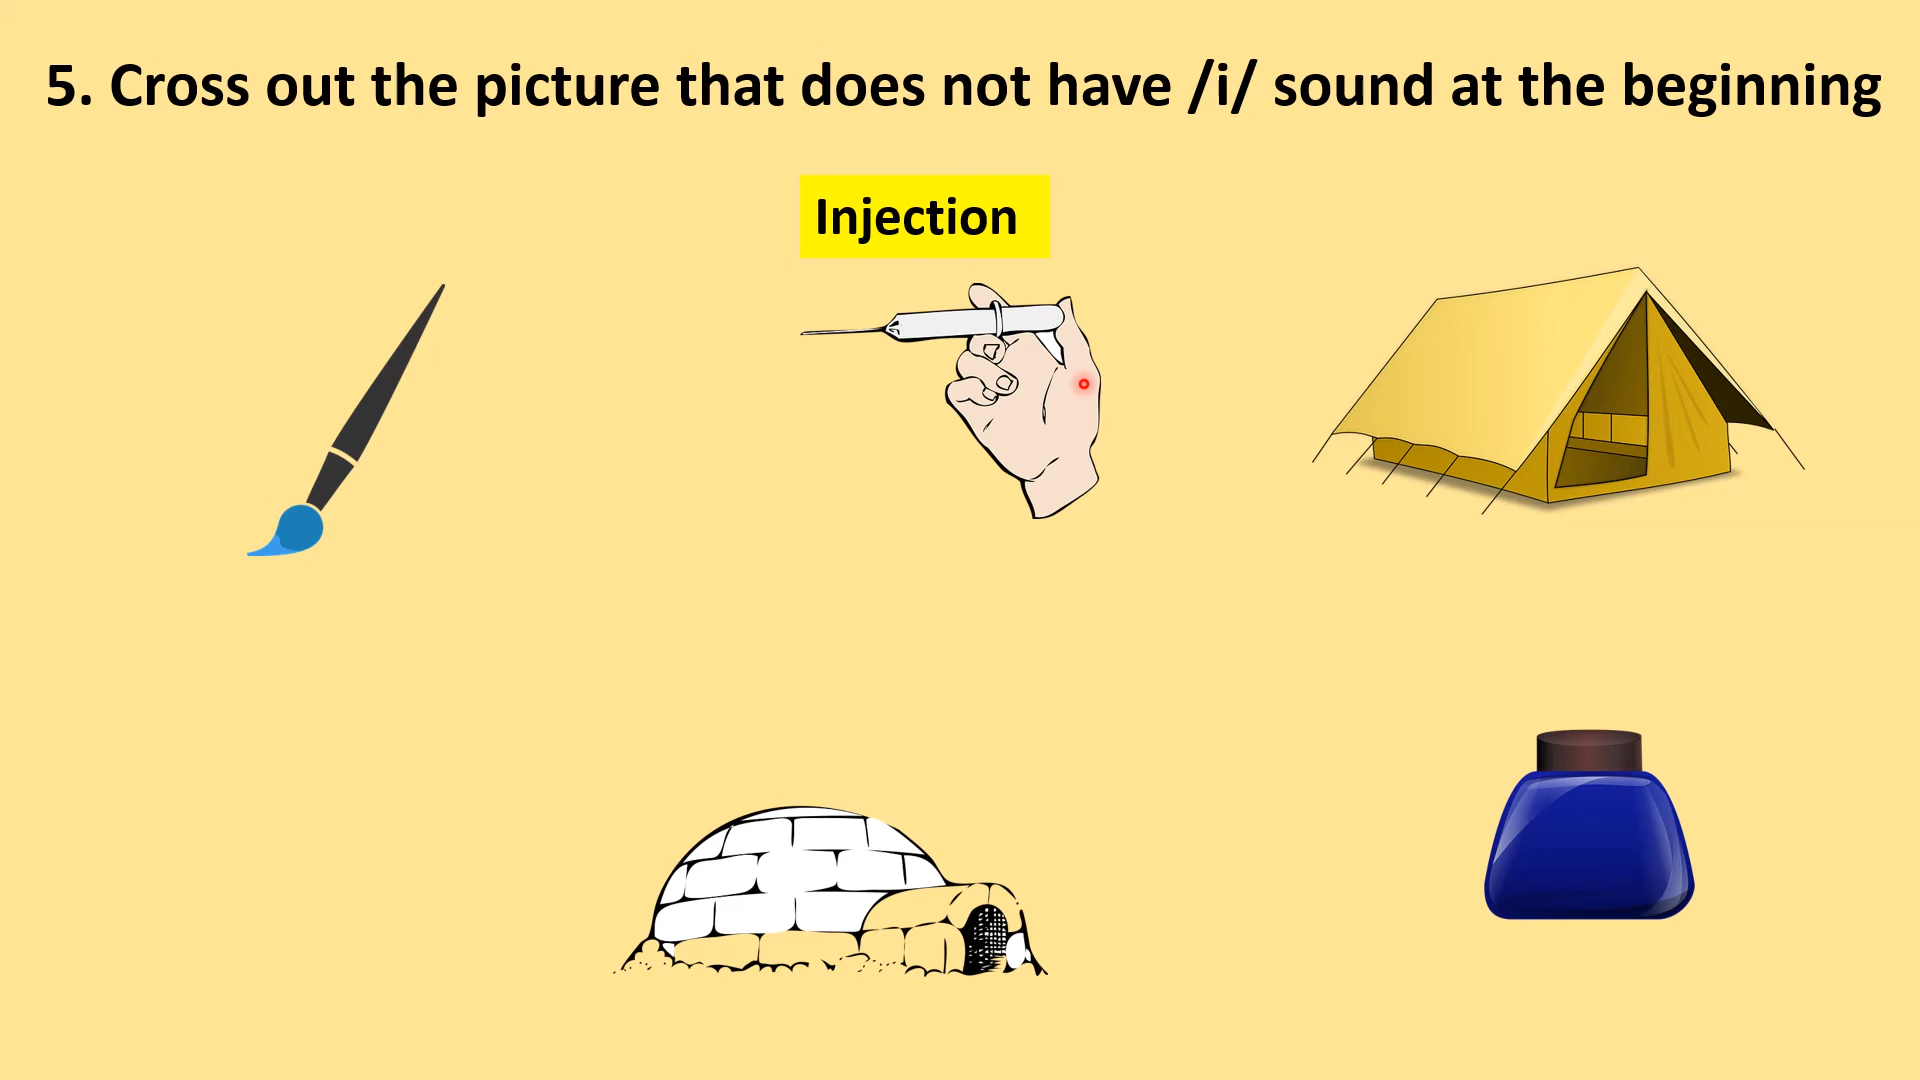 5. Cross out the picture that does not have /i/ sound at the beginning
Injection